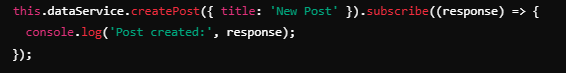 this.dataService.createPost({ title: 'New Post' }).subscribe((response) => {
  console.log('Post created:', response);
});